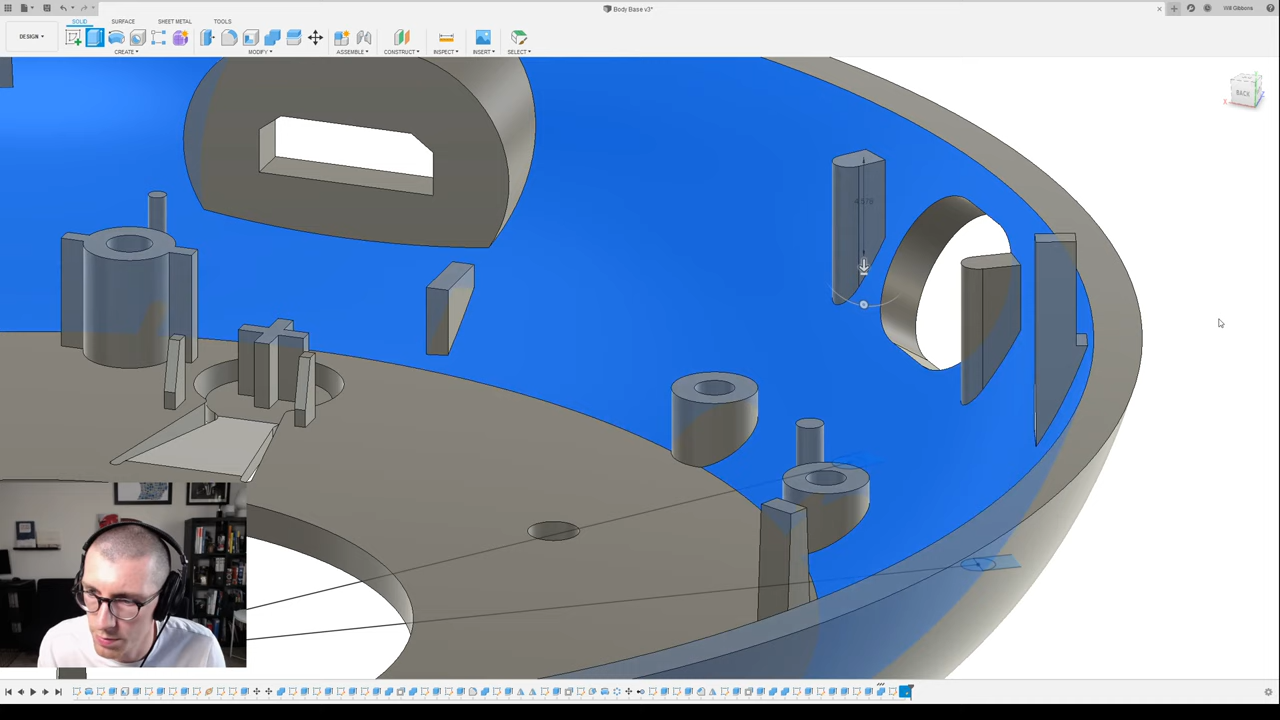 Body Base v3*
Will Gibbons
DESIGN
SOLID
SURFACE
SHEET METAL
TOOLS
CREATE
MODIFY
ASSEMBLE
CONSTRUCT
INSPECT
INSERT
SELECT
BACK